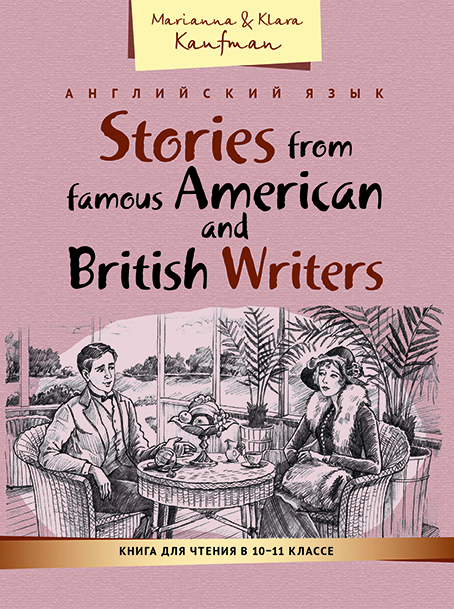 Marianna & Klara
Kaufman
АНГЛИЙСКИЙ ЯЗЫК
Stories from
famous American
and
British Writers
КНИГА ДЛЯ ЧТЕНИЯ В 10–11 КЛАССЕ